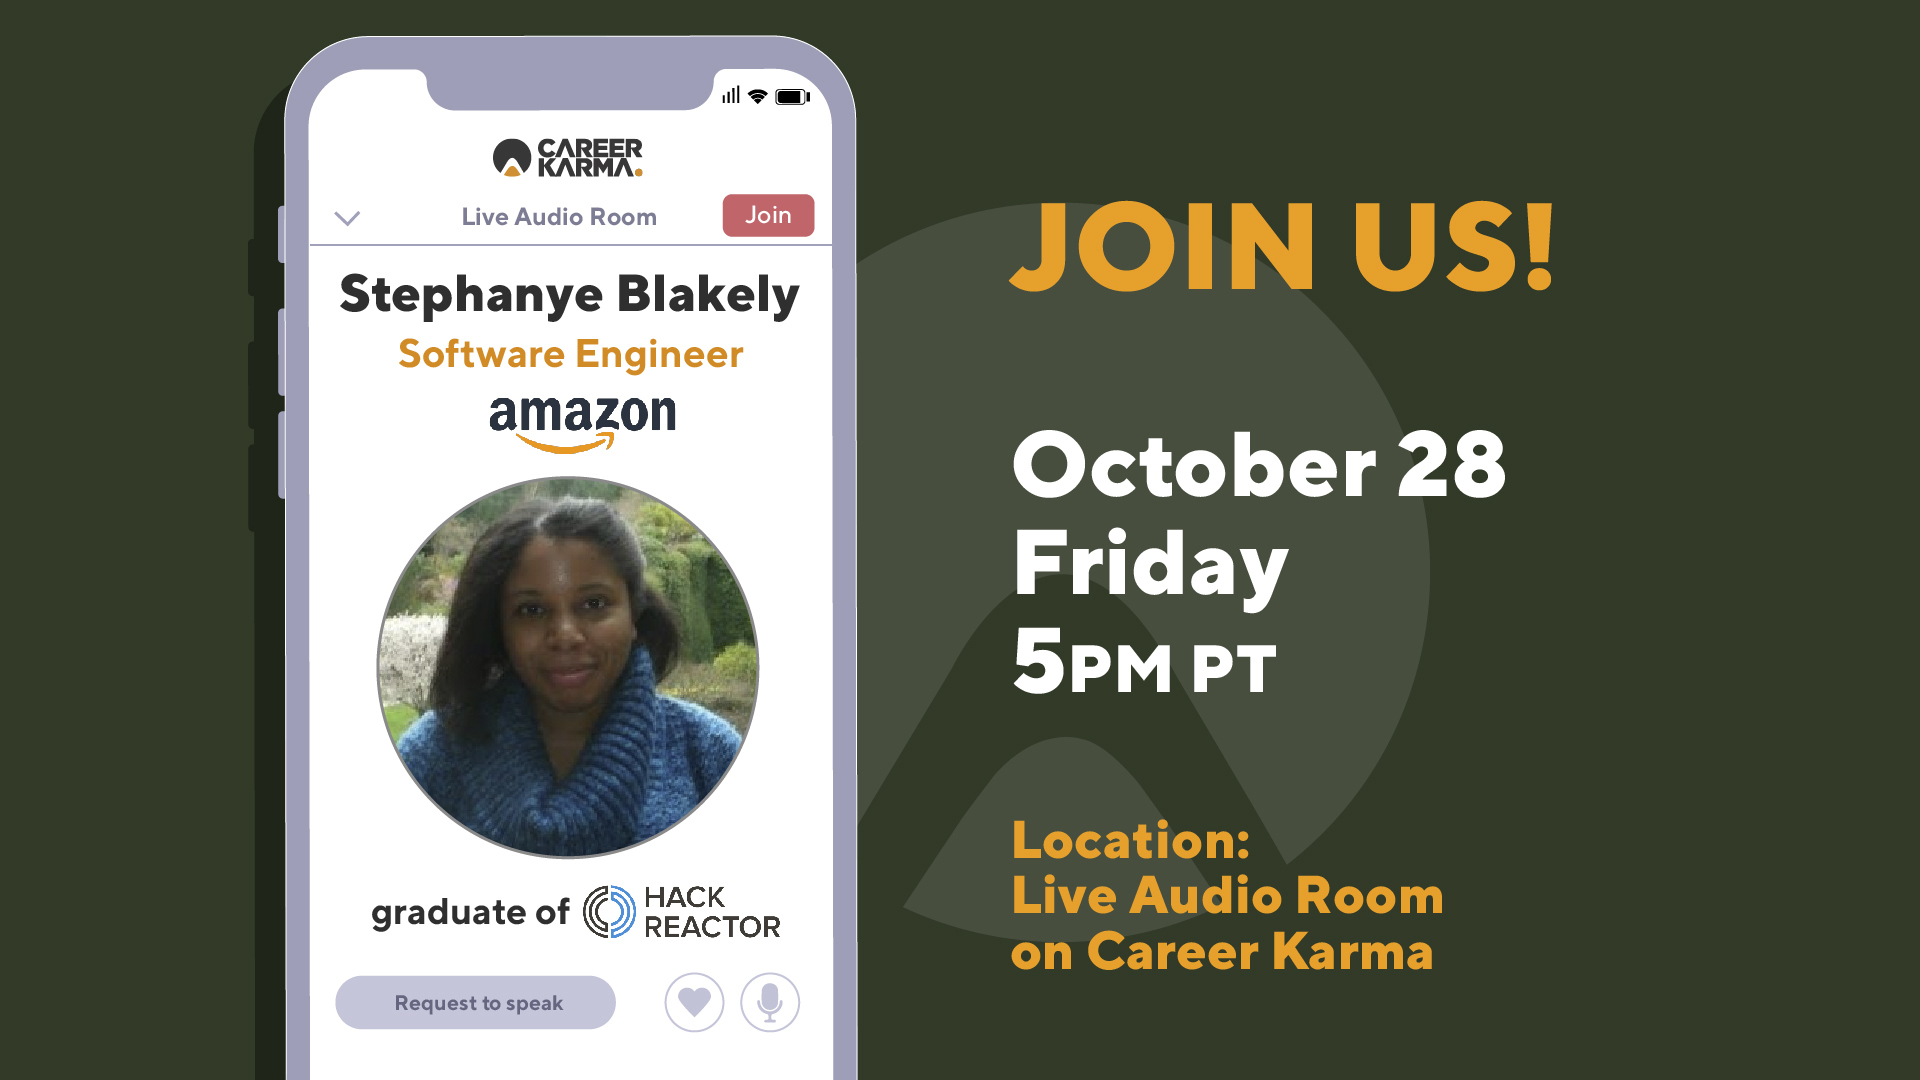 CAREER
KARMA.
Live Audio Room
Join
Stephanye Blakely
Software Engineer
amazon
graduate of
HACK
REACTOR
Request to speak
JOIN US!
October 28
Friday
5PM PT
Location:
Live Audio Room
on Career Karma